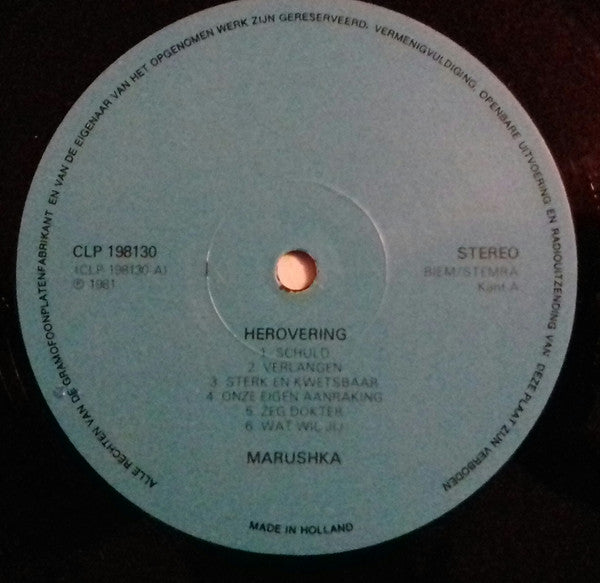 ALLE RECHTEN VAN DE GRAMOFOONPLATENFABRIKANT EN VAN DE EIGENAAR VAN HET OPGENOMEN WERK ZIJN GERESERVEERD. VERMENIGVULDIGING, OPENBARE UITVOERING EN RADIOUITZENDING VAN DEZE PLAAT ZIJN VERBODEN
CLP 198130
(CLP 198130 A)
℗ 1981
STEREO
BIEM/STEMRA
Kant A
HEROVERING
1. SCHULD
2. VERLANGEN
3. STERK EN KWETSBAAR
4. ONZE EIGEN AANRAKING
5. ZEG DOKTER
6. WAT WIL JIJ
MARUSHKA
MADE IN HOLLAND